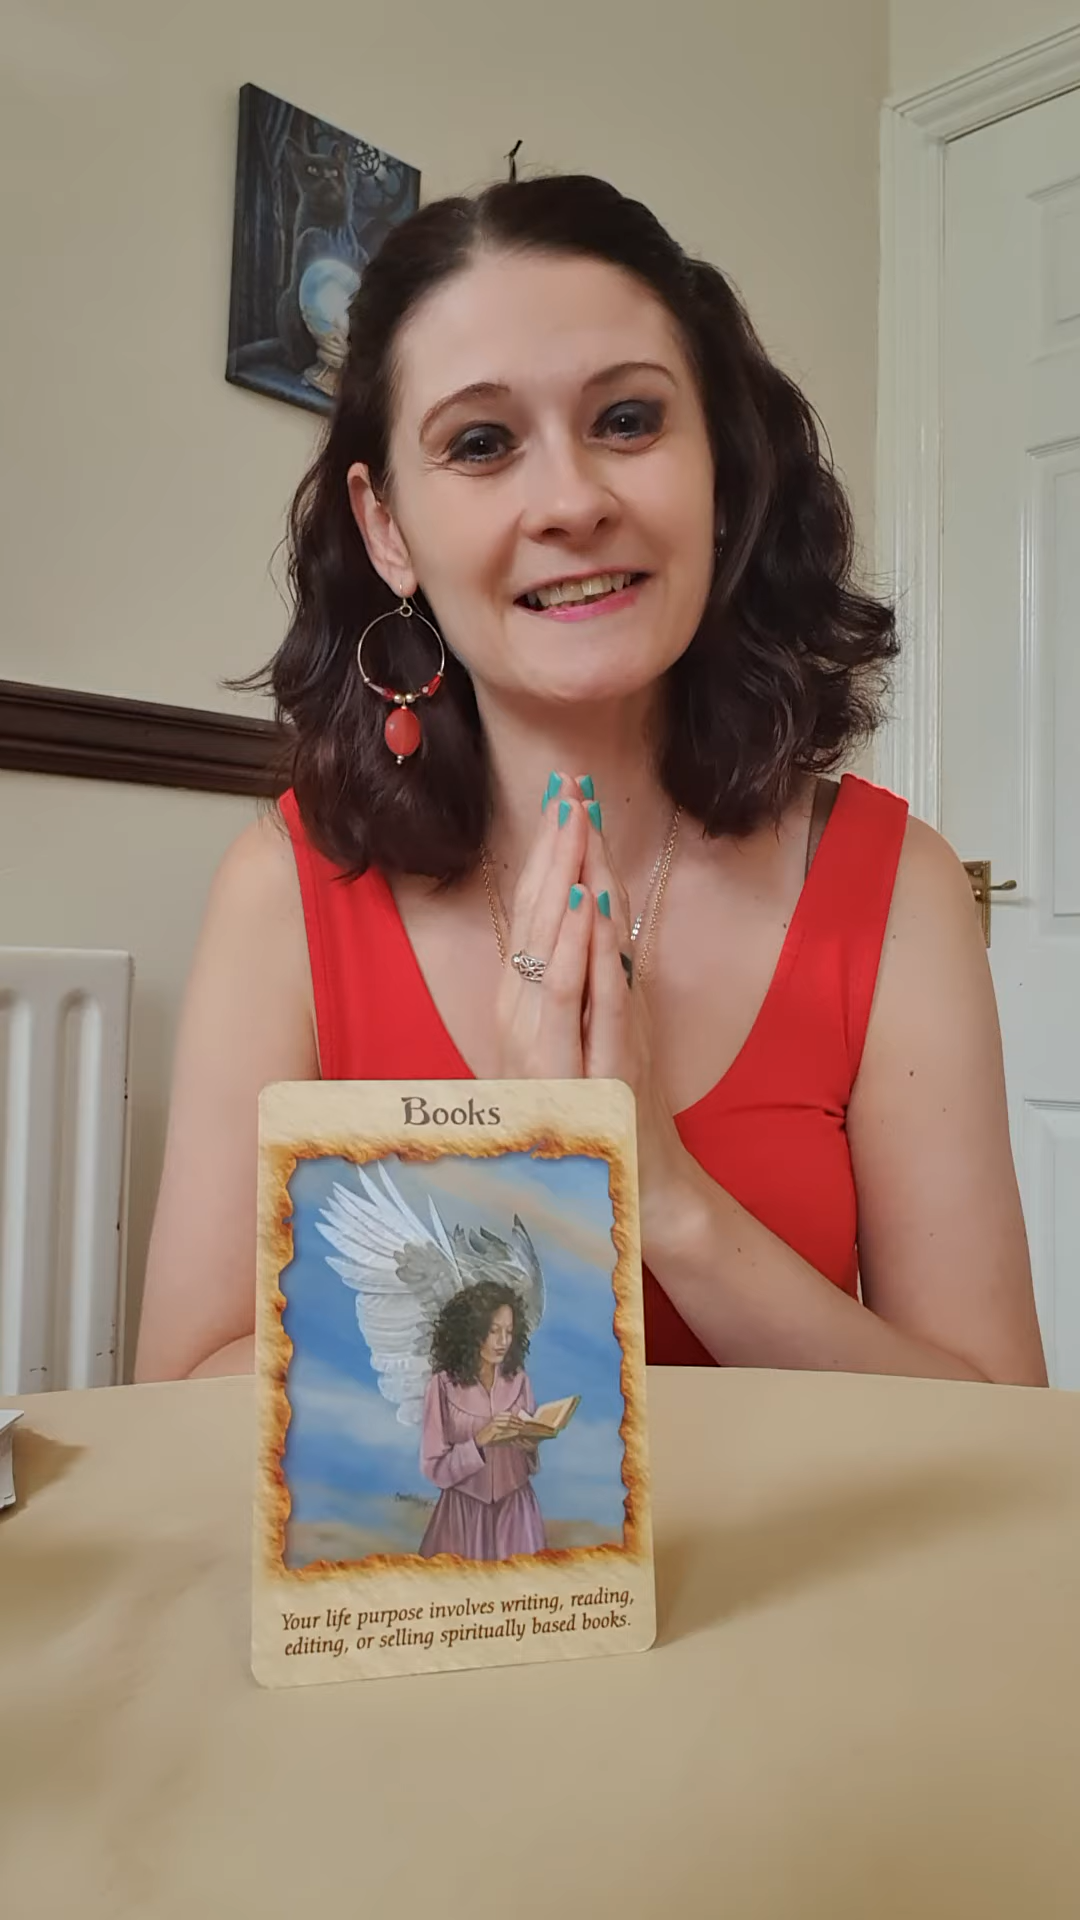 Books
Your life purpose involves writing, reading,
editing, or selling spiritually based books.